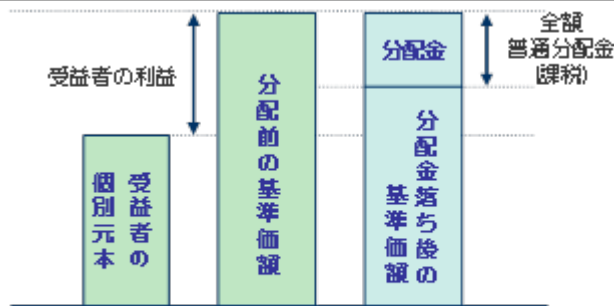 全額
普通分配金
(課税)
受益者の利益
分配金
分配前の基準価額
分配金落ち後の
基準価額
受益者の
個別元本